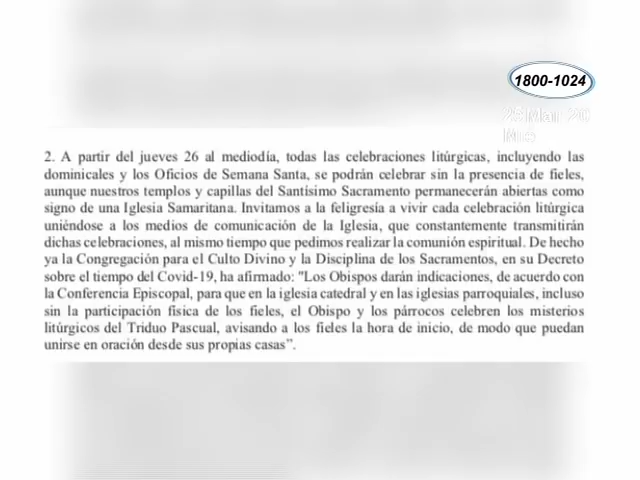 1800-1024
25Mar 20
Mie
2. A partir del jueves 26 al mediodía, todas las celebraciones litúrgicas, incluyendo las
dominicales y los Oficios de Semana Santa, se podrán celebrar sin la presencia de fieles,
aunque nuestros templos y capillas del Santísimo Sacramento permanecerán abiertas como
signo de una Iglesia Samaritana. Invitamos a la feligresía a vivir cada celebración litúrgica
uniéndose a los medios de comunicación de la Iglesia, que constantemente transmitirán
dichas celebraciones, al mismo tiempo que pedimos realizar la comunión espiritual. De hecho
ya la Congregación para el Culto Divino y la Disciplina de los Sacramentos, en su Decreto
sobre el tiempo del Covid-19, ha afirmado: "Los Obispos darán indicaciones, de acuerdo con
la Conferencia Episcopal, para que en la iglesia catedral y en las iglesias parroquiales, incluso
sin la participación física de los fieles, el Obispo y los párrocos celebren los misterios
litúrgicos del Triduo Pascual, avisando a los fieles la hora de inicio, de modo que puedan
unirse en oración desde sus propias casas”.